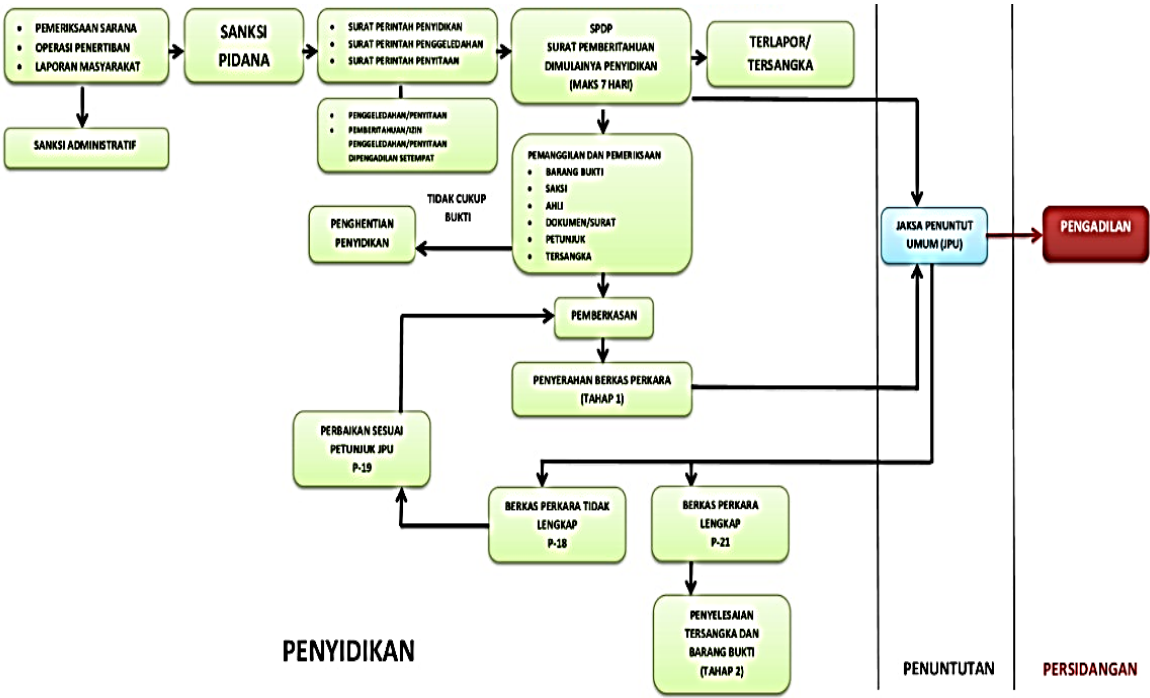 • PEMERIKSAAN SARANA
• OPERASI PENERTIBAN
• LAPORAN MASYARAKAT
SANKSI
PIDANA
• SURAT PERINTAH PENYIDIKAN
• SURAT PERINTAH PENGGELEDAHAN
• SURAT PERINTAH PENYITAAN
SPDP
SURAT PEMBERITAHUAN
DIMULAINYA PENYIDIKAN
(MAKS 7 HARI)
TERLAPOR/
TERSANGKA
SANKSI ADMINISTRATIF
• PENGGELEDAHAN/PENYITAAN
• PEMBERITAHUAN/IZIN
PENGGELEDAHAN/PENYITAAN
DIPENGADILAN SETEMPAT
PEMANGGILAN DAN PEMERIKSAAN
• BARANG BUKTI
• SAKSI
• AHLI
• DOKUMEN/SURAT
• PETUNJUK
• TERSANGKA
TIDAK CUKUP
BUKTI
PENGHENTIAN
PENYIDIKAN
JAKSA PENUNTUT
UMUM (JPU)
PENGADILAN
PEMBERKASAN
PENYERAHAN BERKAS PERKARA
(TAHAP 1)
PERBAIKAN SESUAI
PETUNJUK JPU
P-19
BERKAS PERKARA TIDAK
LENGKAP
P-18
BERKAS PERKARA
LENGKAP
P-21
PENYELESAIAN
TERSANGKA DAN
BARANG BUKTI
(TAHAP 2)
PENYIDIKAN
PENUNTUTAN
PERSIDANGAN